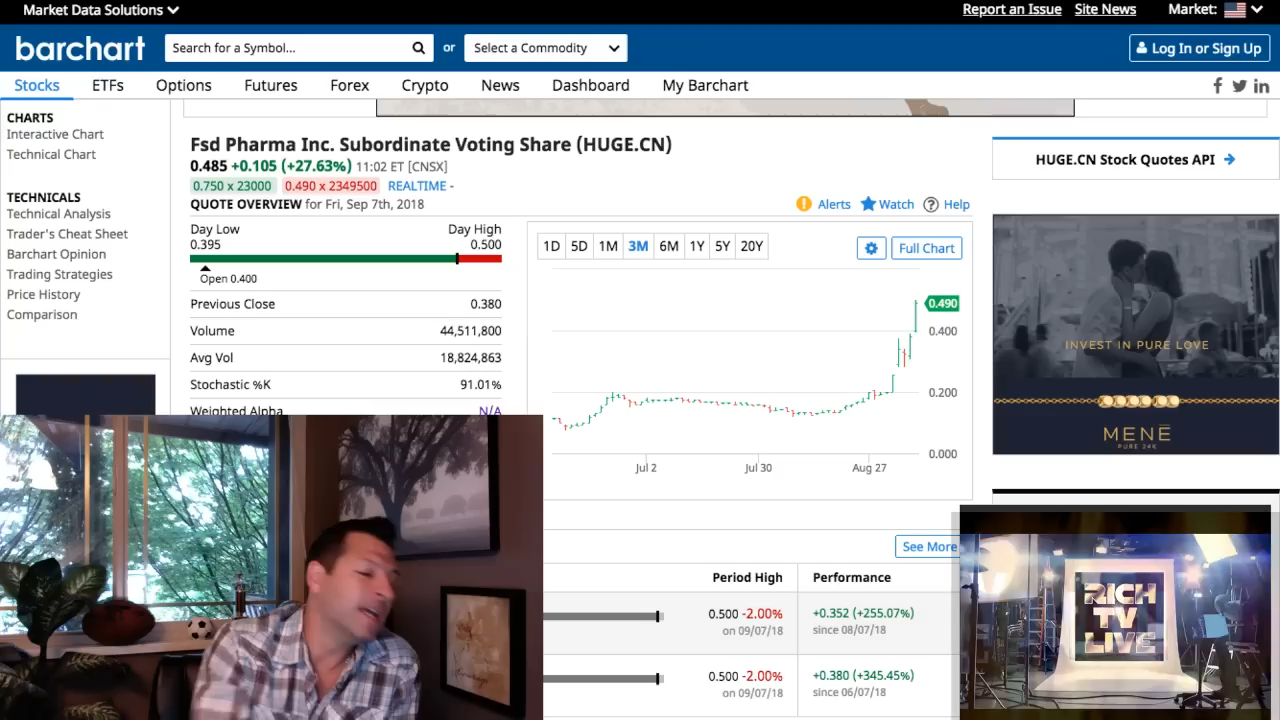 Market Data Solutions
Report an Issue Site News Market:
barchart
Search for a Symbol...
or
Select a Commodity
Log In or Sign Up
Stocks ETFs Options Futures Forex Crypto News Dashboard My Barchart
CHARTS
Interactive Chart
Technical Chart
TECHNICALS
Technical Analysis
Trader's Cheat Sheet
Barchart Opinion
Trading Strategies
Price History
Comparison
Fsd Pharma Inc. Subordinate Voting Share (HUGE.CN)
0.485 +0.105 (+27.63%) 11:02 ET [CNSX]
0.750 x 23000 0.490 x 2349500 REALTIME -
QUOTE OVERVIEW for Fri, Sep 7th, 2018
Alerts Watch Help
Day Low Day High
0.395 0.500
Open 0.400
Previous Close 0.380
Volume 44,511,800
Avg Vol 18,824,863
Stochastic %K 91.01%
Weighted Alpha N/A
1D 5D 1M 3M 6M 1Y 5Y 20Y
Full Chart
0.490
0.400
0.200
0.000
Jul 2 Jul 30 Aug 27
See More
Period High Performance
0.500 -2.00% +0.352 (+255.07%)
on 09/07/18 since 08/07/18
0.500 -2.00% +0.380 (+345.45%)
on 09/07/18 since 06/07/18
HUGE.CN Stock Quotes API
INVEST IN PURE LOVE
MENĒ
PURE 24K
RICH
TV
LIVE